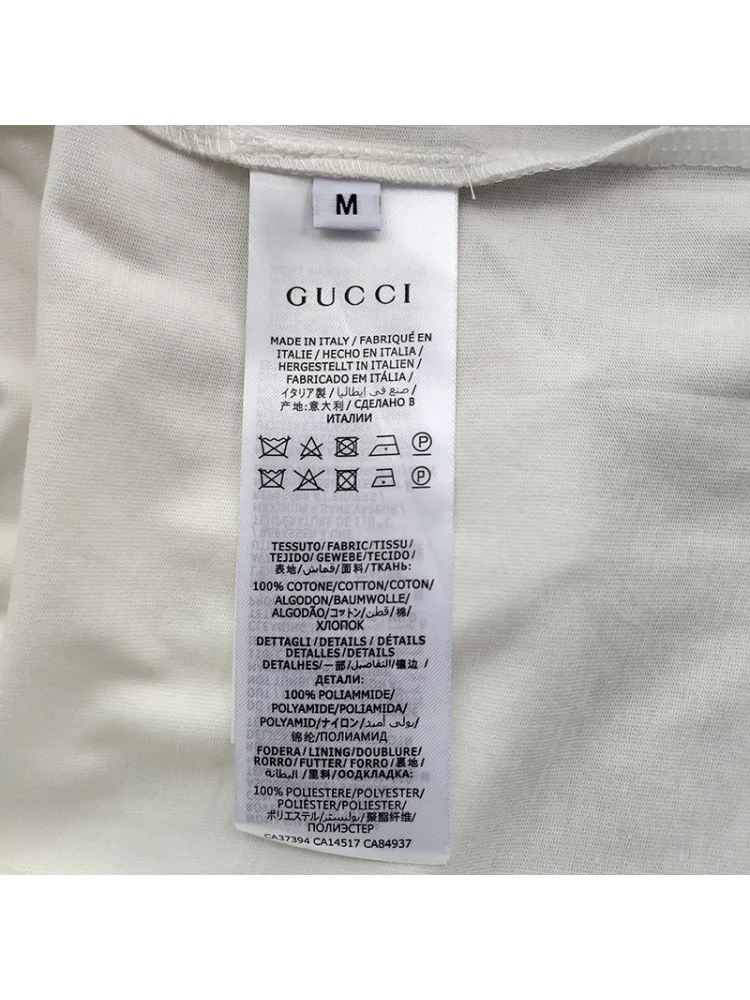 M
GUCCI
MADE IN ITALY / FABRIQUÉ EN
ITALIE / HECHO EN ITALIA /
HERGESTELLT IN ITALIEN /
FABRICADO EM ITÁLIA /
イタリア製 / صنع في إيطاليا /
产地:意大利 / СДЕЛАНО В
ИТАЛИИ
P
P
TESSUTO/FABRIC/TISSU/
TEJIDO/ GEWEBE/TECIDO/
表地/قماش/面料/ТКАНЬ:
100% COTONE/COTTON/COTON/
ALGODON/BAUMWOLLE/
ALGODÃO/コットン/قطن/棉/
ХЛОПОК
DETTAGLI/DETAILS/ DÉTAILS
DETALLES/DETAILS
DETALHES/一部/التفاصيل/镶边 /
ДЕТАЛИ:
100% POLIAMMIDE/
POLYAMIDE/POLIAMIDA/
POLYAMID/ナイロン/بولي أميد/
锦纶/ПОЛИАМИД
FODERA/LINING/DOUBLURE/
RORRO/FUTTER/ FORRO/裏地/
البطانة /里料/ООДКЛАДКА:
100% POLIESTERE/POLYESTER/
POLIÉSTER/POLIESTER/
ポリエステル/بوليستر/聚酯纤维/
ПОЛИЭСТЕР
CA37394 CA14517 CA84937